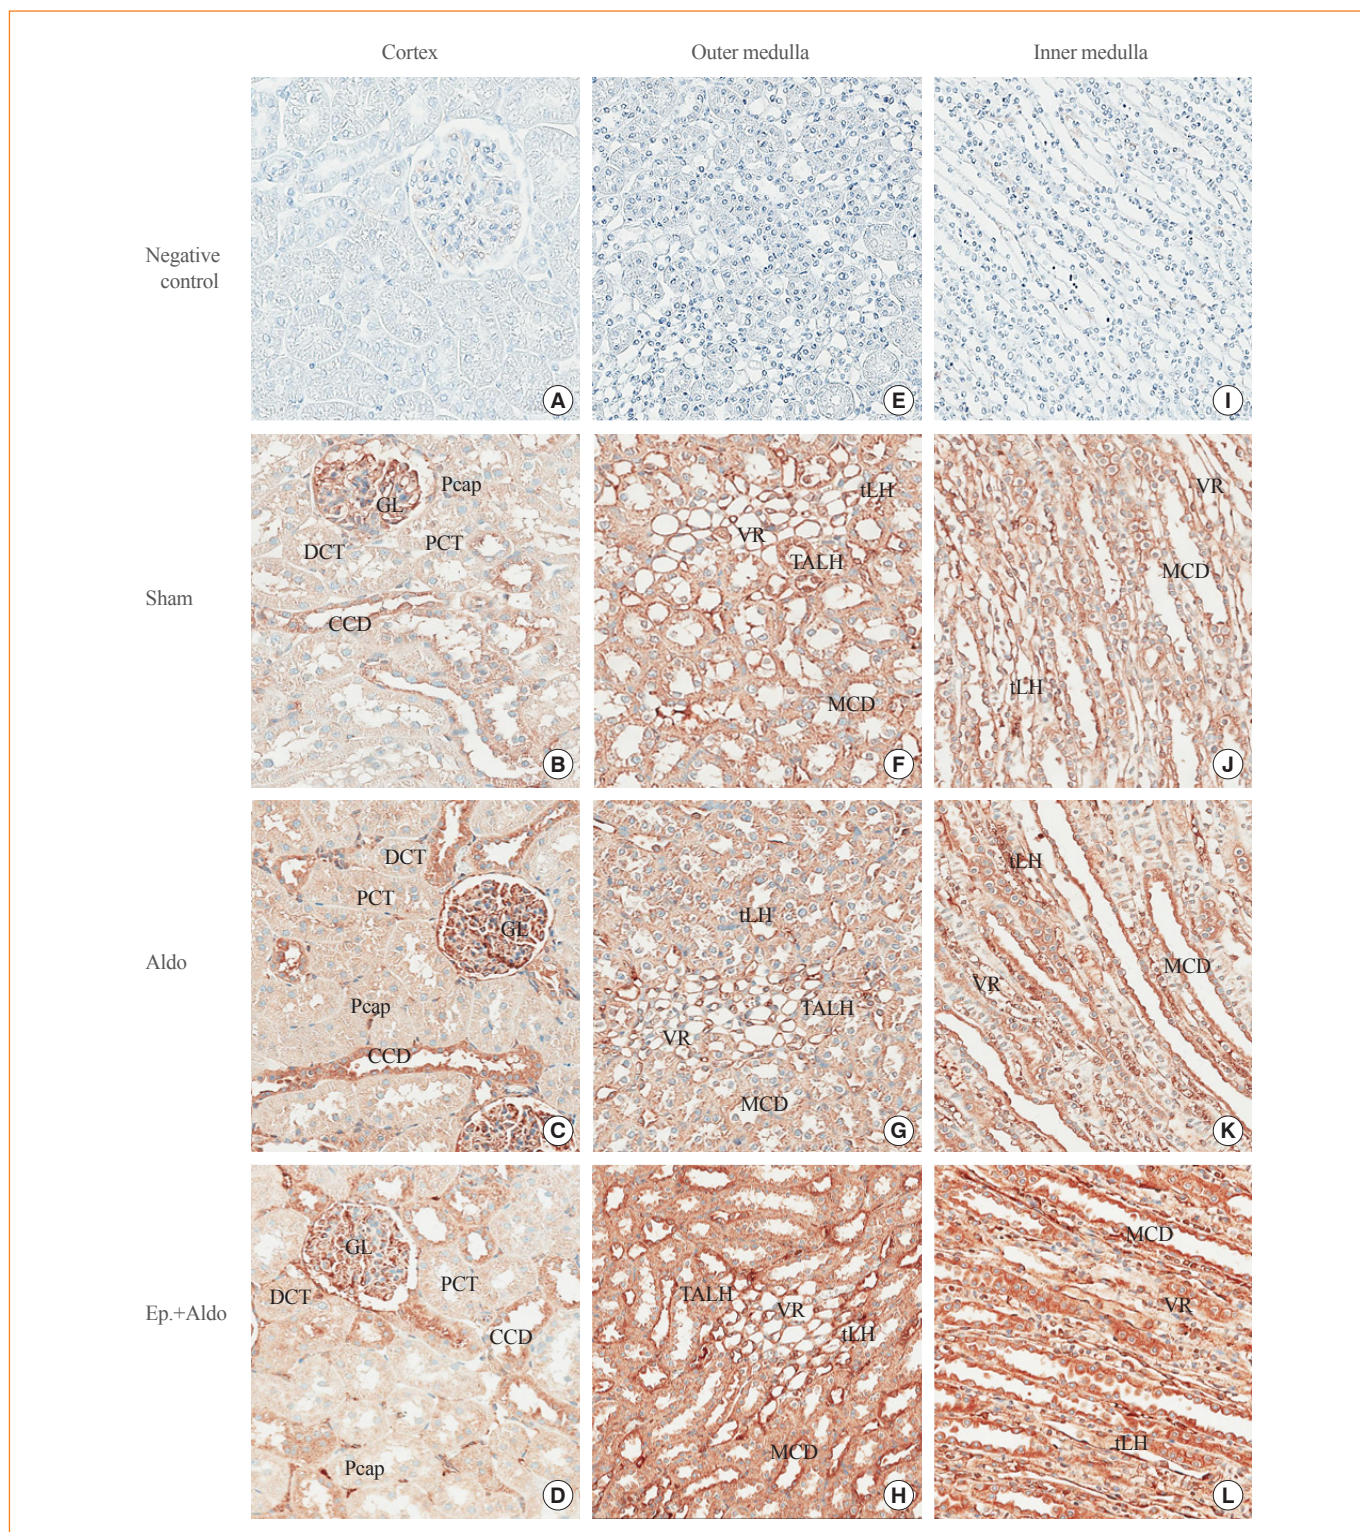 Cortex
Outer medulla
Inner medulla
Negative
control
A
E
I
Sham
GL
Pcap
DCT
PCT
CCD
B
tLH
VR
TALH
MCD
F
VR
MCD
tLH
J
Aldo
DCT
PCT
GL
Pcap
CCD
C
tLH
TALH
VR
MCD
G
tLH
MCD
VR
K
Ep.+Aldo
GL
PCT
DCT
CCD
Pcap
D
TALH
VR
tLH
MCD
H
MCD
VR
tLH
L